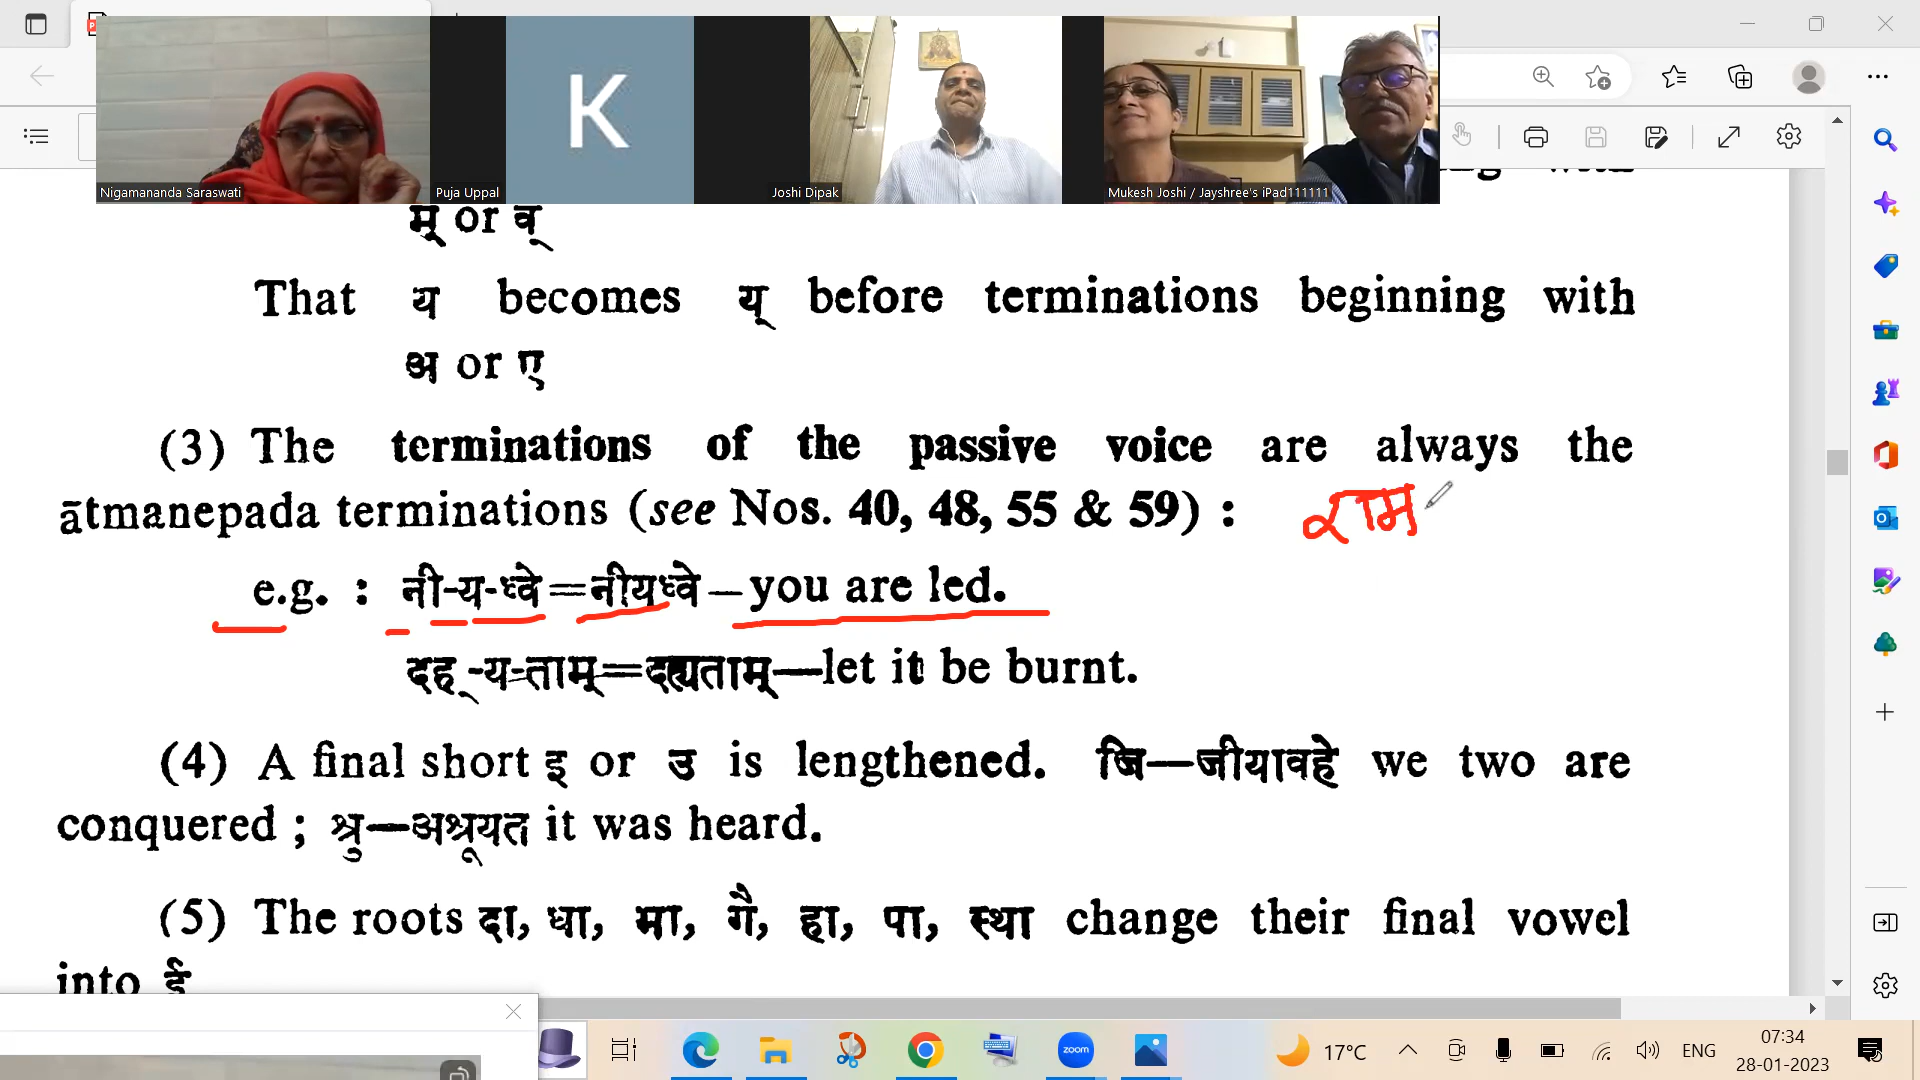 Nigamananda Saraswati
K
Puja Uppal
Joshi Dipak
Mukesh Joshi / Jayshree's iPad111111
with
म् or व्
That य becomes य् before terminations beginning with
अ or ए
(3) The terminations of the passive voice are always the
ātmanepada terminations (see Nos. 40, 48, 55 & 59) :
राम
e.g. : नी-य-ध्वे=नीयध्वे—you are led.
दह्-य-ताम्=दह्यताम्—let it be burnt.
(4) A final short इ or उ is lengthened. जि—जीयावहे we two are
conquered ; श्रु—अश्रूयत it was heard.
(5) The roots दा, धा, मा, गै, हा, पा, स्था change their final vowel
into ई
zoom
17°C
ENG
07:34
28-01-2023